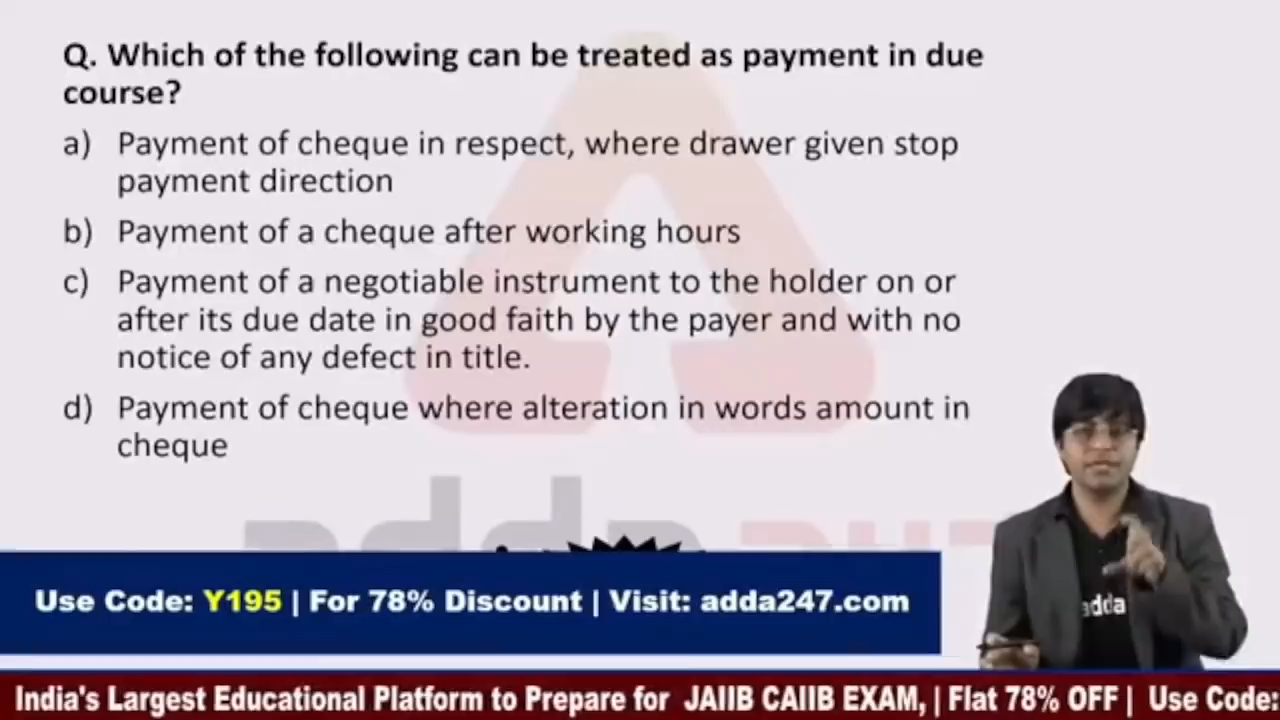 Q. Which of the following can be treated as payment in due
course?
a) Payment of cheque in respect, where drawer given stop
payment direction
b) Payment of a cheque after working hours
c) Payment of a negotiable instrument to the holder on or
after its due date in good faith by the payer and with no
notice of any defect in title.
d) Payment of cheque where alteration in words amount in
cheque
adda
Use Code: Y195 | For 78% Discount | Visit: adda247.com
adda
India's Largest Educational Platform to Prepare for JAIIB CAIIB EXAM, | Flat 78% OFF | Use Code: